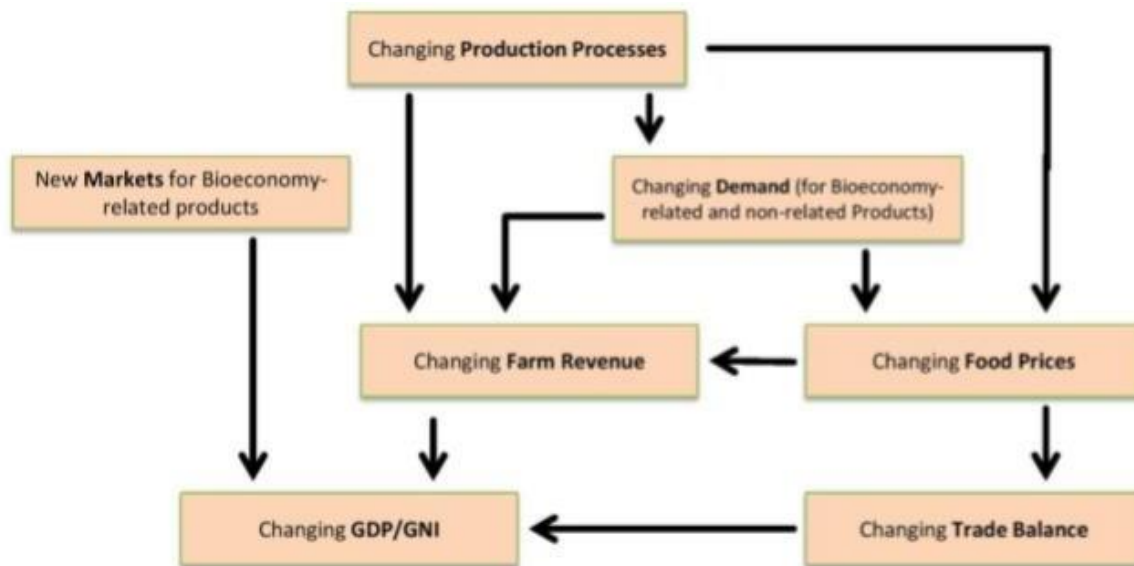 Changing Production Processes
New Markets for Bioeconomy-
related products
Changing Demand (for Bioeconomy-
related and non-related Products)
Changing Farm Revenue
Changing Food Prices
Changing GDP/GNI
Changing Trade Balance